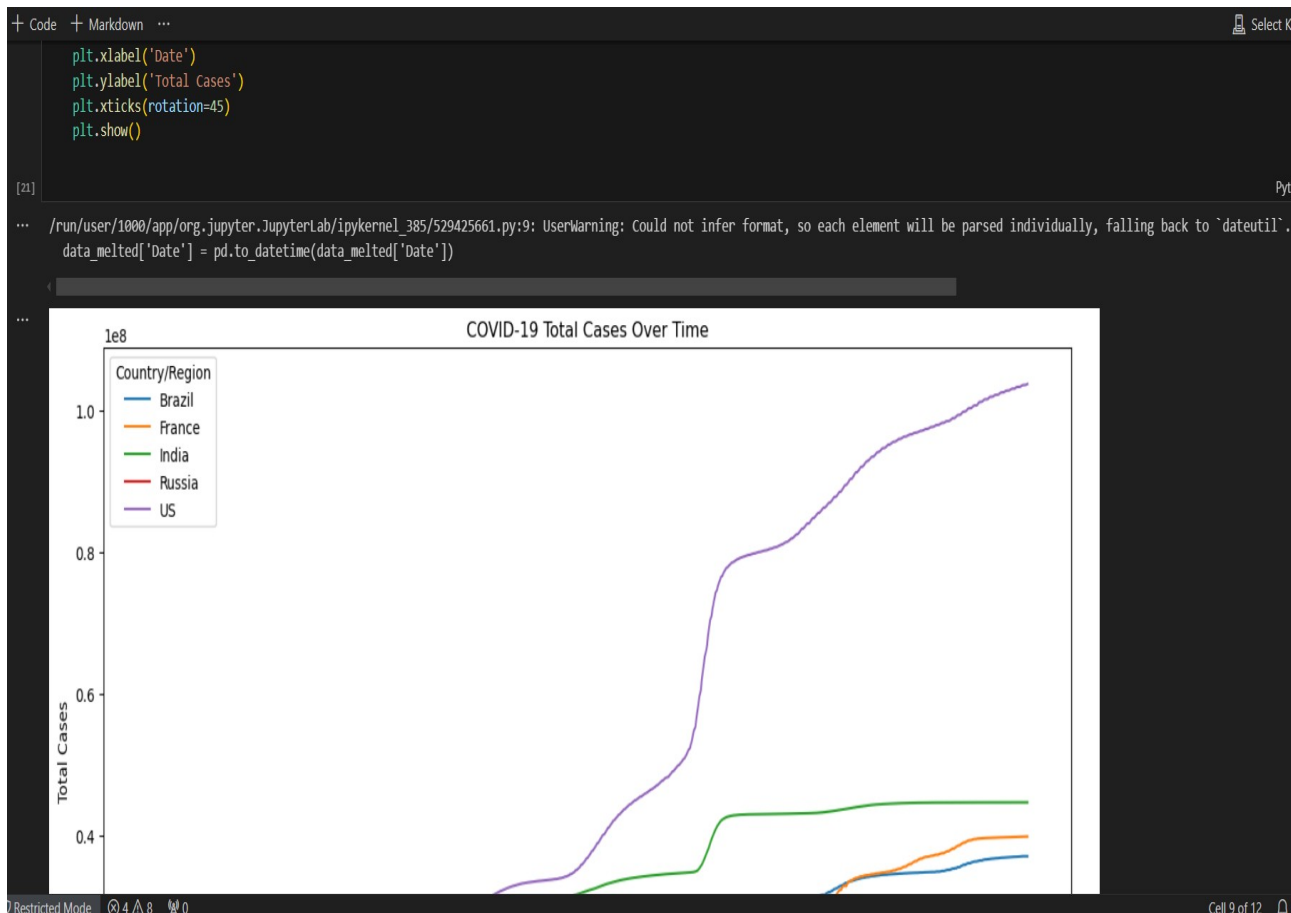 + Code + Markdown ...
Select K
plt.xlabel('Date')
plt.ylabel('Total Cases')
plt.xticks(rotation=45)
plt.show()
[21]
Pyt
... /run/user/1000/app/org.jupyter.JupyterLab/ipykernel_385/529425661.py:9: UserWarning: Could not infer format, so each element will be parsed individually, falling back to `dateutil`.
data_melted['Date'] = pd.to_datetime(data_melted['Date'])
...
COVID-19 Total Cases Over Time
1e8
Country/Region
Brazil
France
India
Russia
US
1.0
0.8
0.6
0.4
Total Cases
Restricted Mode 4 8 0
Cell 9 of 12